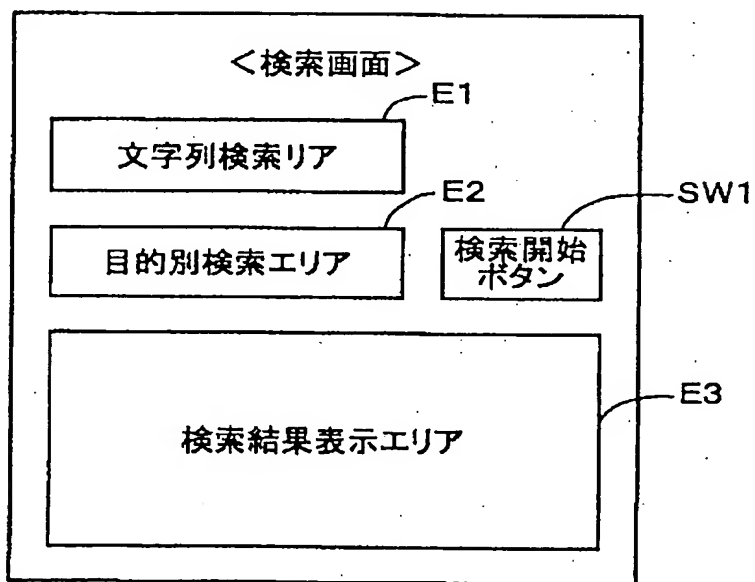 <検索画面>
E1
文字列検索リア
E2
SW1
目的別検索エリア
検索開始
ボタン
E3
検索結果表示エリア